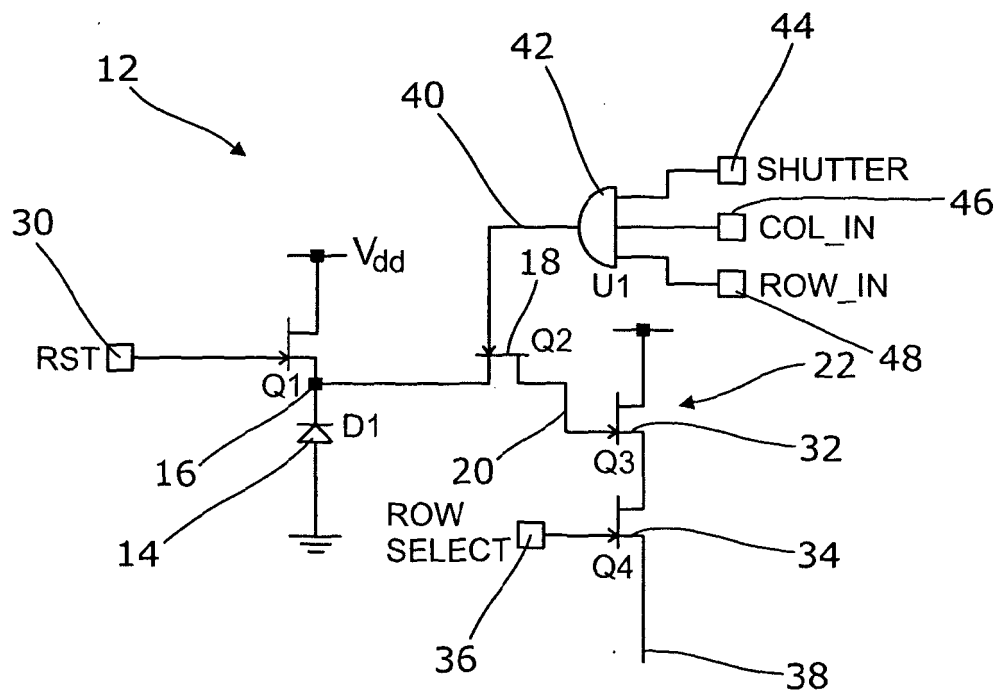 44
42
12
40
SHUTTER
46
COL_IN
30
Vdd
18
U1
ROW_IN
RST
Q2
48
Q1
22
D1
16
20
Q3
32
ROW
SELECT
14
Q4
34
36
38